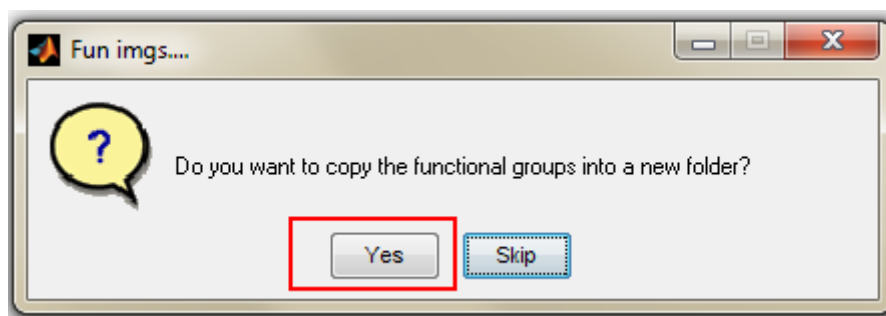 Fun imgs....
?
Do you want to copy the functional groups into a new folder?
Yes
Skip